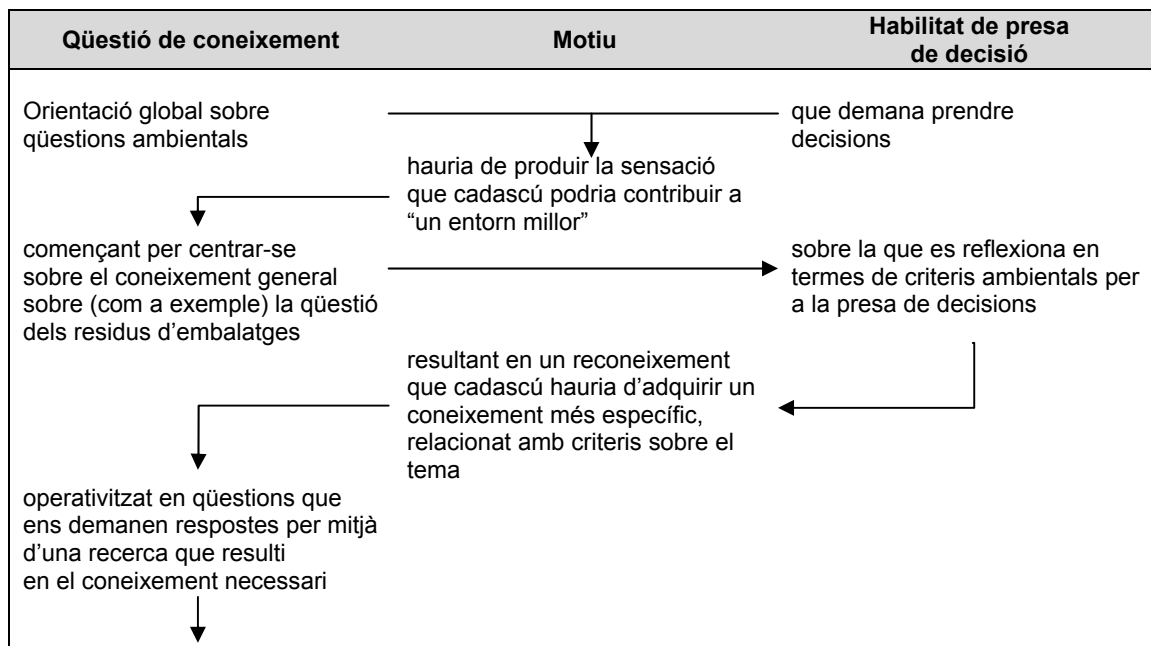 Qüestió de coneixement
Motiu
Habilitat de presa
de decisió
Orientació global sobre
qüestions ambientals
que demana prendre
decisions
hauria de produir la sensació
que cadascú podria contribuir a
“un entorn millor”
començant per centrar-se
sobre el coneixement general
sobre (com a exemple) la qüestió
dels residus d’embalatges
sobre la que es reflexiona en
termes de criteris ambientals per
a la presa de decisions
resultant en un reconeixement
que cadascú hauria d’adquirir un
coneixement més específic,
relacionat amb criteris sobre el
tema
operativitzat en qüestions que
ens demanen respostes per mitjà
d’una recerca que resulti
en el coneixement necessari